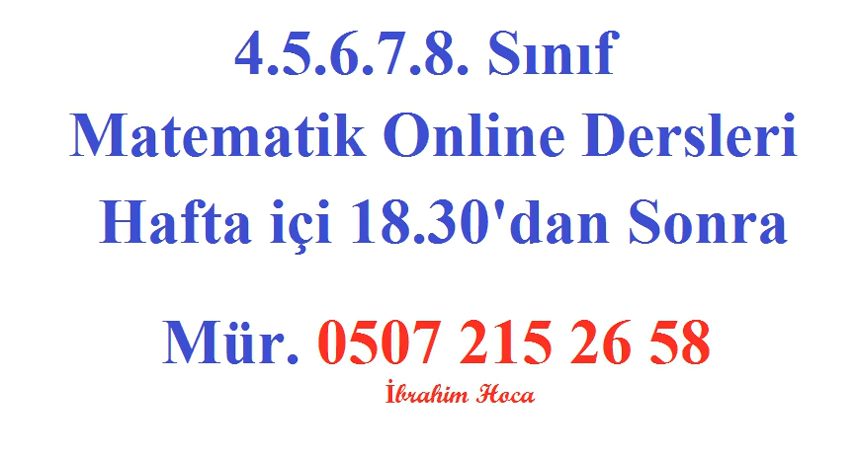 4.5.6.7.8. Sınıf
Matematik Online Dersleri
Hafta içi 18.30'dan Sonra
Mür. 0507 215 26 58
İbrahim Hoca